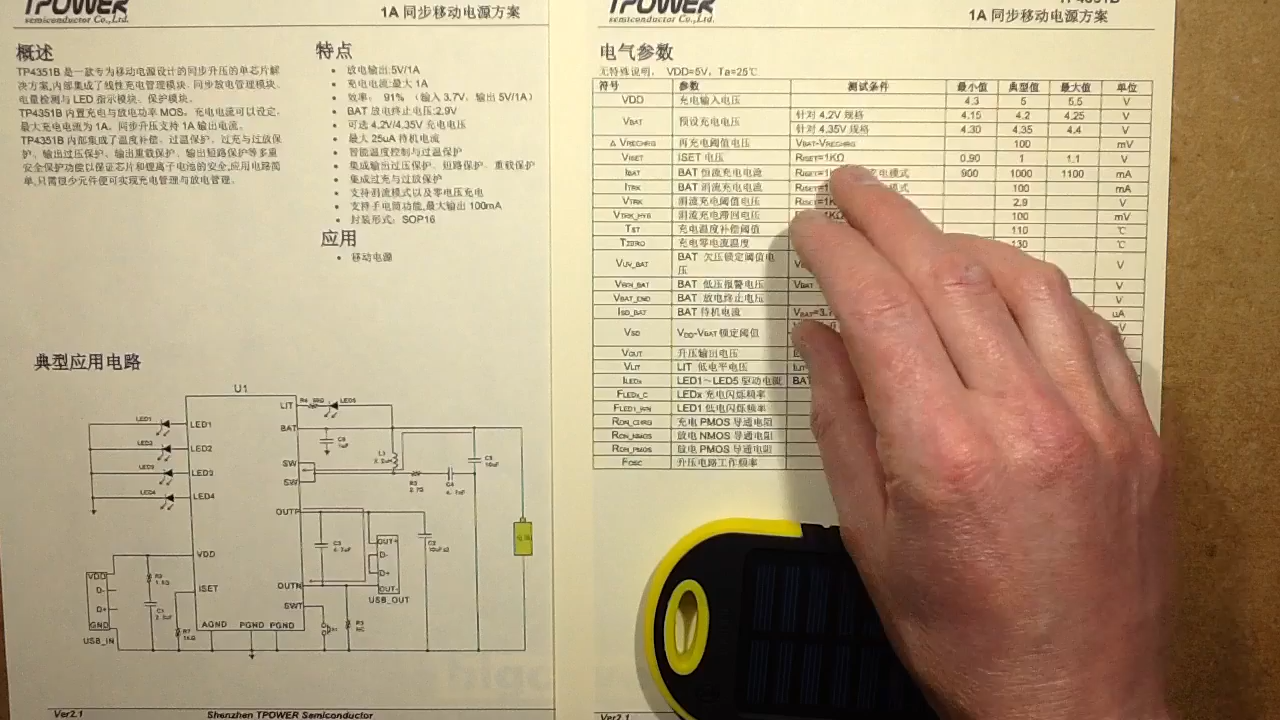 TPOWER
semiconductor Co.,Ltd.
1A 同步移动电源方案
概述
TP4351B 是一款专为移动电源设计的同步升压的单芯片解
决方案,内部集成了线性充电管理模块、同步放电管理模块、
电量检测与 LED 指示模块、保护模块。
TP4351B 内置充电与放电功率 MOS，充电电流可以设定，
最大充电电流为 1A。同步升压支持 1A 输出电流。
TP4351B 内部集成了温度补偿、过温保护、过充与过放保
护、输出过压保护、输出重载保护、输出短路保护等多重
安全保护功能以保证芯片和锂离子电池的安全,应用电路简
单,只需很少元件便可实现充电管理与放电管理。
特点
放电输出:5V/1A
充电电流:最大 1A
效率: 91% (输入 3.7V，输出 5V/1A)
BAT 放电终止电压:2.9V
可选 4.2V/4.35V 充电电压
最大 25uA 待机电流
智能温度控制与过温保护
集成输出过压保护、短路保护、重载保护
集成过充与过放保护
支持涓流模式以及零电压充电
支持手电筒功能,最大输出 100mA
封装形式: SOP16
应用
移动电源
典型应用电路
U1
LED1
LED2
LED3
LED4
LED1
LED2
LED3
LED4
VDD
iSET
AGND PGND PGND
LIT
BAT
SW
SW
OUTP
OUTN
SWT
LED5
VDD
D-
D+
GND
USB_IN
OUT+
D-
D+
OUT-
USB_OUT
电池
Ver2.1
Shenzhen TPOWER Semiconductor
TPOWER
semiconductor Co.,Ltd.
TP4351B
1A 同步移动电源方案
电气参数
无特殊说明， VDD=5V，Ta=25℃
符号 参数 测试条件 最小值 典型值 最大值 单位
VDD 充电输入电压 4.3 5 5.5 V
VBAT 预设充电电压 针对 4.2V 规格 4.15 4.2 4.25 V
针对 4.35V 规格 4.30 4.35 4.4
Δ VRECHRG 再充电阈值电压 VBAT-VRECHRG 100 mV
VISET ISET 电压 RISET=1KΩ 0.90 1 1.1 V
IBAT BAT 恒流充电电流 RISET=1 充电模式 900 1000 1100 mA
ITRK BAT 涓流充电电流 RISET=1 模式 100 mA
VTRK 涓流充电阈值电压 RISET=1K 2.9 V
VTRK_HYS 涓流充电滞回电压 =1KΩ 100 mV
TST 充电温度补偿阈值 110 ℃
TZERO 充电零电流温度 130 ℃
VUV_BAT BAT 欠压锁定阈值电压 V
VWRN_BAT BAT 低压报警电压 VBAT V
VBAT_END BAT 放电终止电压 V
ISD_BAT BAT 待机电流 VBAT=3.7 uA
VSD VDD-VBAT 锁定阈值
VOUT 升压输出电压
VLIT LIT 低电平电压
ILEDx LED1～LED5 驱动电流 BAT
FLEDx_C LEDx 充电闪烁频率
FLED1_WRN LED1 低电闪烁频率
RON_CHRG 充电 PMOS 导通电阻
RON_NMOS 放电 NMOS 导通电阻
RON_PMOS 放电 PMOS 导通电阻
FOSC 升压电路工作频率
Ver2.1